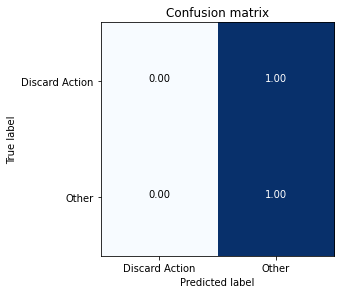 Confusion matrix
True label
Discard Action
0.00 1.00
Other
0.00 1.00
Discard Action Other
Predicted label